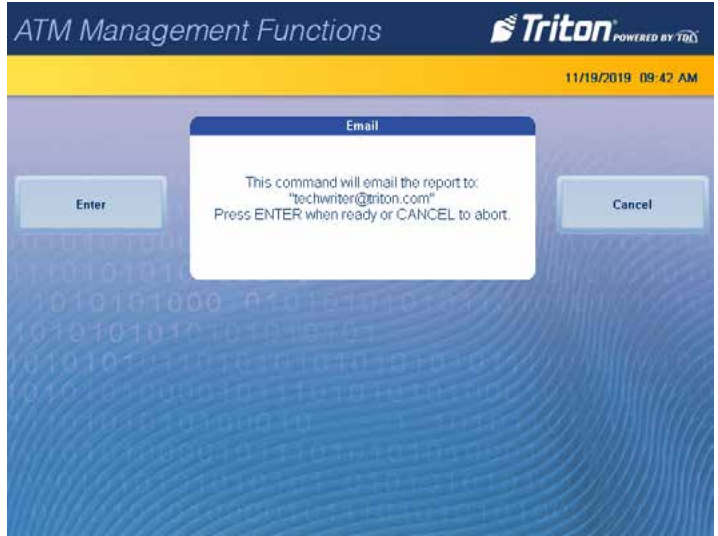 ATM Management Functions
Triton POWERED BY TDL
11/19/2019 09:42 AM
Email
This command will email the report to:
"techwriter@triton.com"
Press ENTER when ready or CANCEL to abort.
Enter
Cancel